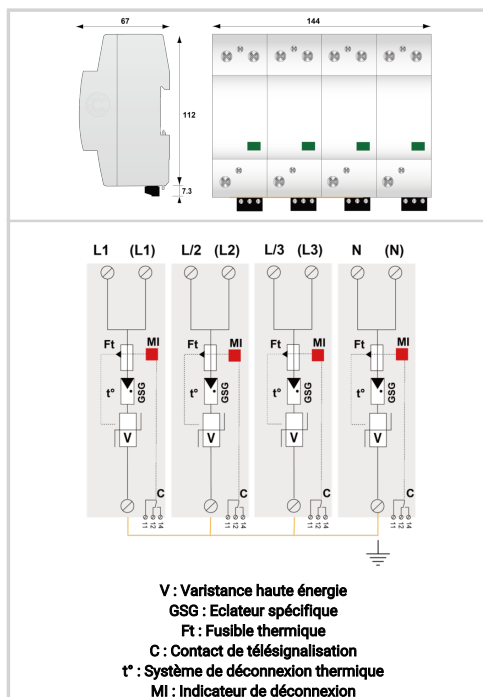 67
144
112
7.3
L1 (L1) L/2 (L2) L/3 (L3) N (N)
Ft MI Ft MI Ft MI Ft MI
t° GSG t° GSG t° GSG t° GSG
V V V V
C C C C
11 12 14 11 12 14 11 12 14 11 12 14
V : Varistance haute énergie
GSG : Eclateur spécifique
Ft : Fusible thermique
C : Contact de télésignalisation
t° : Système de déconnexion thermique
MI : Indicateur de déconnexion